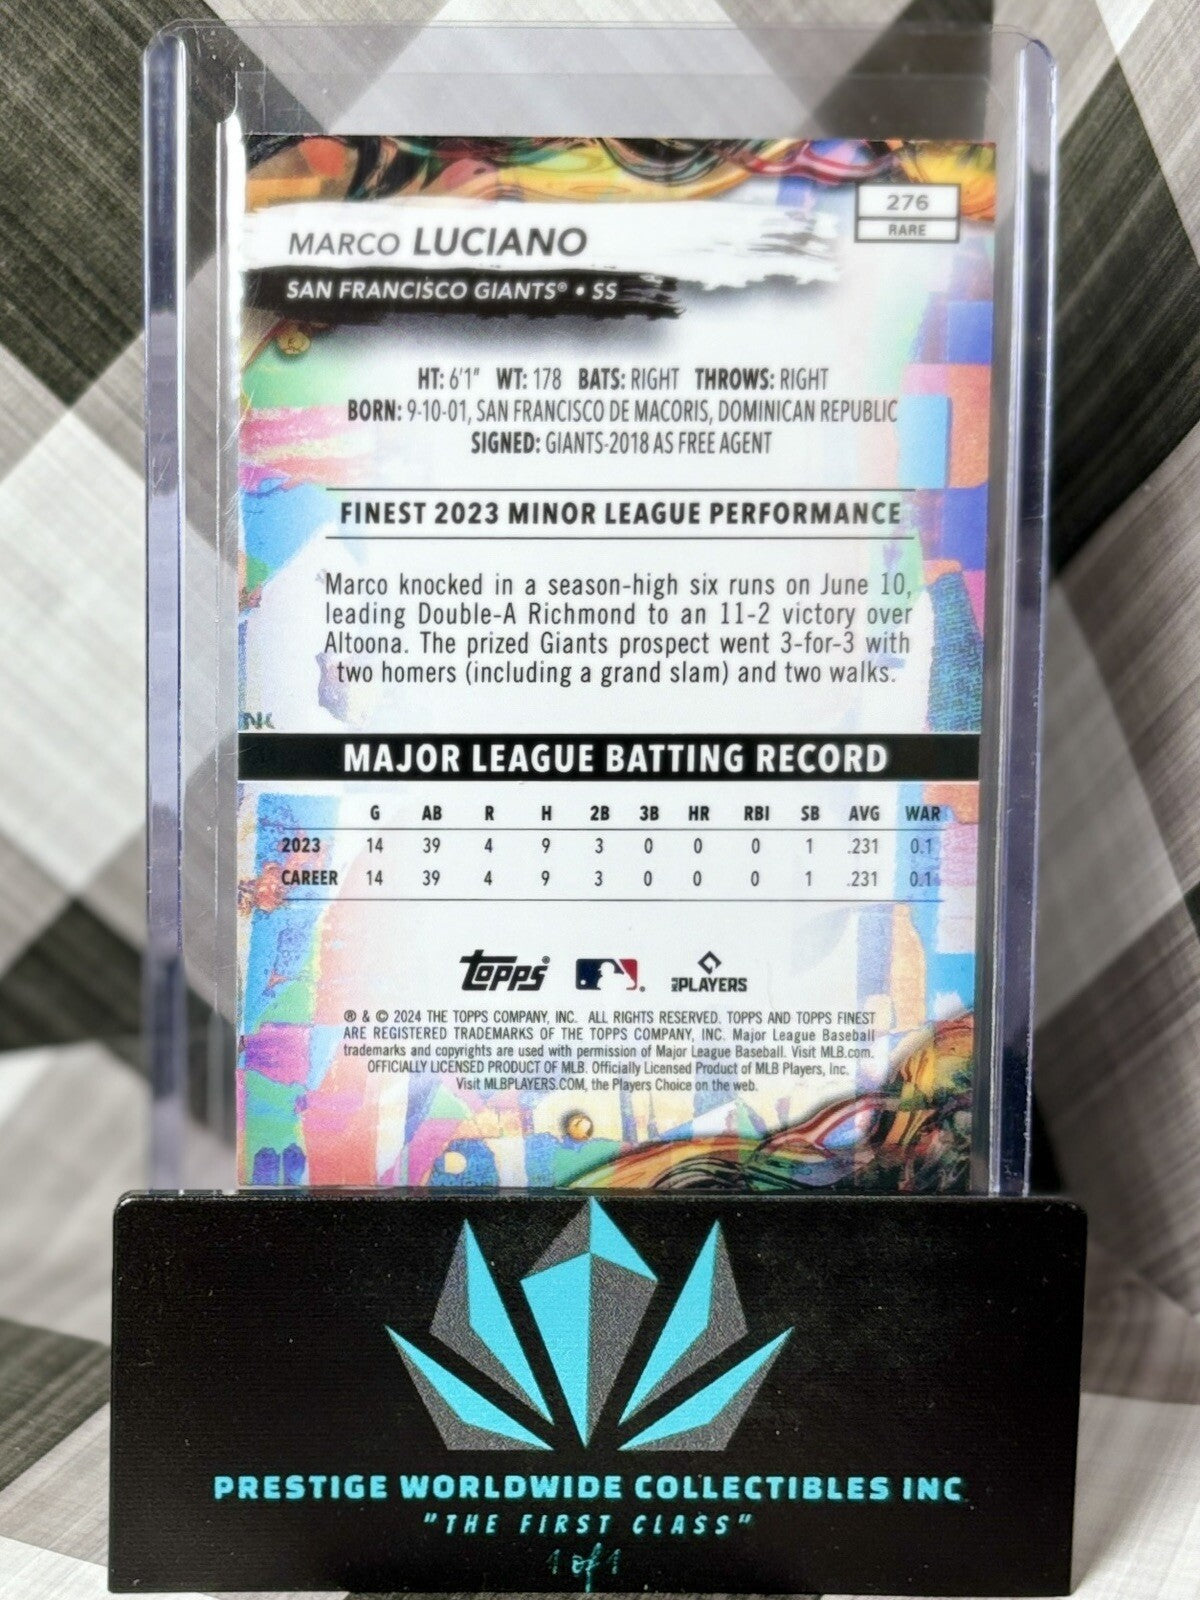 276
RARE
MARCO LUCIANO
SAN FRANCISCO GIANTS® • SS
HT: 6'1" WT: 178 BATS: RIGHT THROWS: RIGHT
BORN: 9-10-01, SAN FRANCISCO DE MACORIS, DOMINICAN REPUBLIC
SIGNED: GIANTS-2018 AS FREE AGENT
FINEST 2023 MINOR LEAGUE PERFORMANCE
Marco knocked in a season-high six runs on June 10,
leading Double-A Richmond to an 11-2 victory over
Altoona. The prized Giants prospect went 3-for-3 with
two homers (including a grand slam) and two walks.
MAJOR LEAGUE BATTING RECORD
G AB R H 2B 3B HR RBI SB AVG WAR
2023 14 39 4 9 3 0 0 0 1 .231 0.1
CAREER 14 39 4 9 3 0 0 0 1 .231 0.1
topps® PLAYERS
® & © 2024 THE TOPPS COMPANY, INC. ALL RIGHTS RESERVED. TOPPS AND TOPPS FINEST
ARE REGISTERED TRADEMARKS OF THE TOPPS COMPANY, INC. Major League Baseball
trademarks and copyrights are used with permission of Major League Baseball. Visit MLB.com.
OFFICIALLY LICENSED PRODUCT OF MLB. Officially Licensed Product of MLB Players, Inc.
Visit MLBPLAYERS.COM, the Players Choice on the web.
PRESTIGE WORLDWIDE COLLECTIBLES INC
"THE FIRST CLASS"
1 of 1